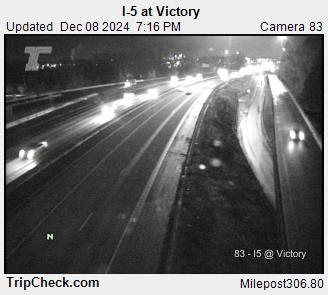 I-5 at Victory
Updated Dec 08 2024 7:16 PM Camera 83
T
N
83 - I5 @ Victory
TripCheck.com Milepost306.80